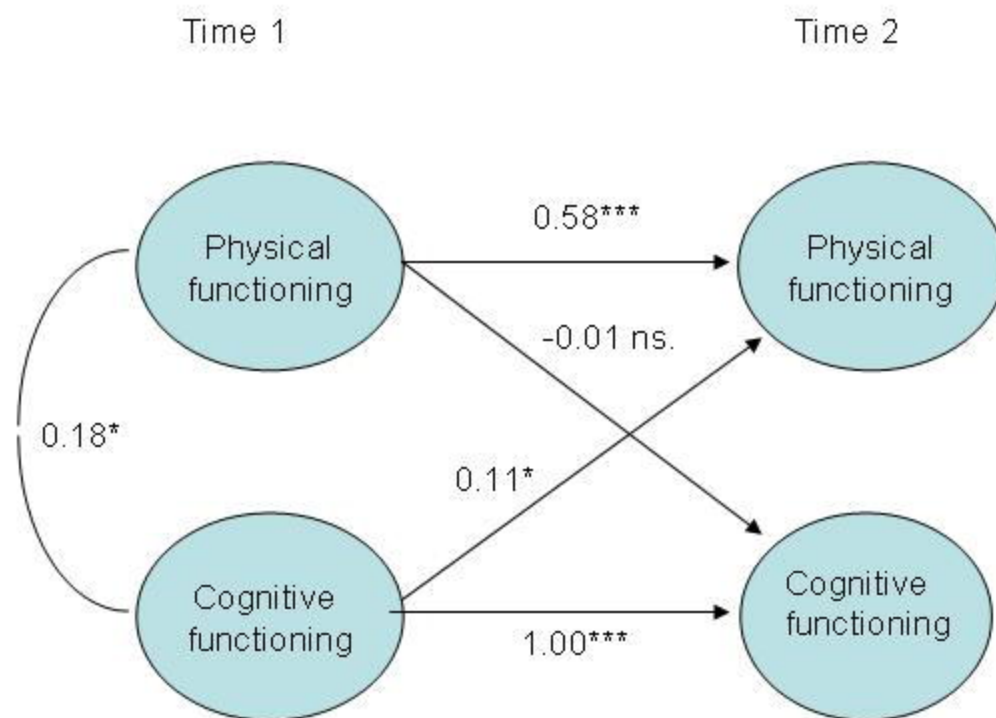 Time 1
Time 2
Physical
functioning
0.58***
Physical
functioning
-0.01 ns.
0.18*
0.11*
Cognitive
functioning
1.00***
Cognitive
functioning